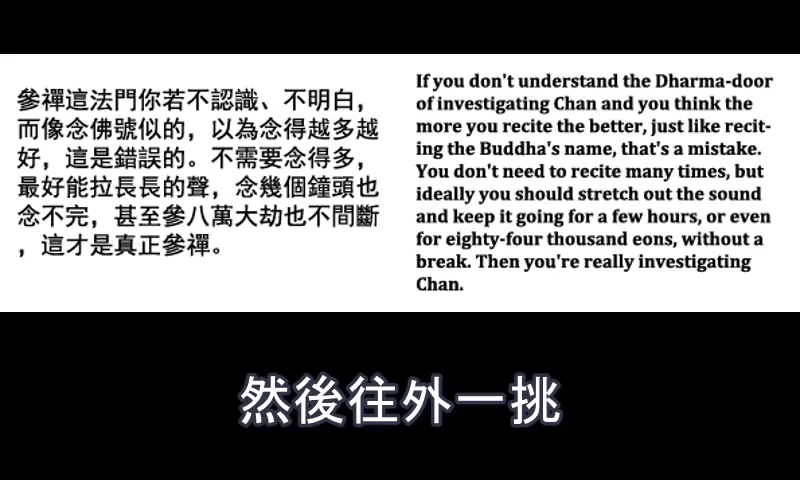 參禪這法門你若不認識、不明白，
而像念佛號似的，以為念得越多越
好，這是錯誤的。不需要念得多，
最好能拉長長的聲，念幾個鐘頭也
念不完，甚至參八萬大劫也不間斷
，這才是真正參禪。
If you don't understand the Dharma-door
of investigating Chan and you think the
more you recite the better, just like recit-
ing the Buddha's name, that's a mistake.
You don't need to recite many times, but
ideally you should stretch out the sound
and keep it going for a few hours, or even
for eighty-four thousand eons, without a
break. Then you're really investigating
Chan.
然後往外一挑